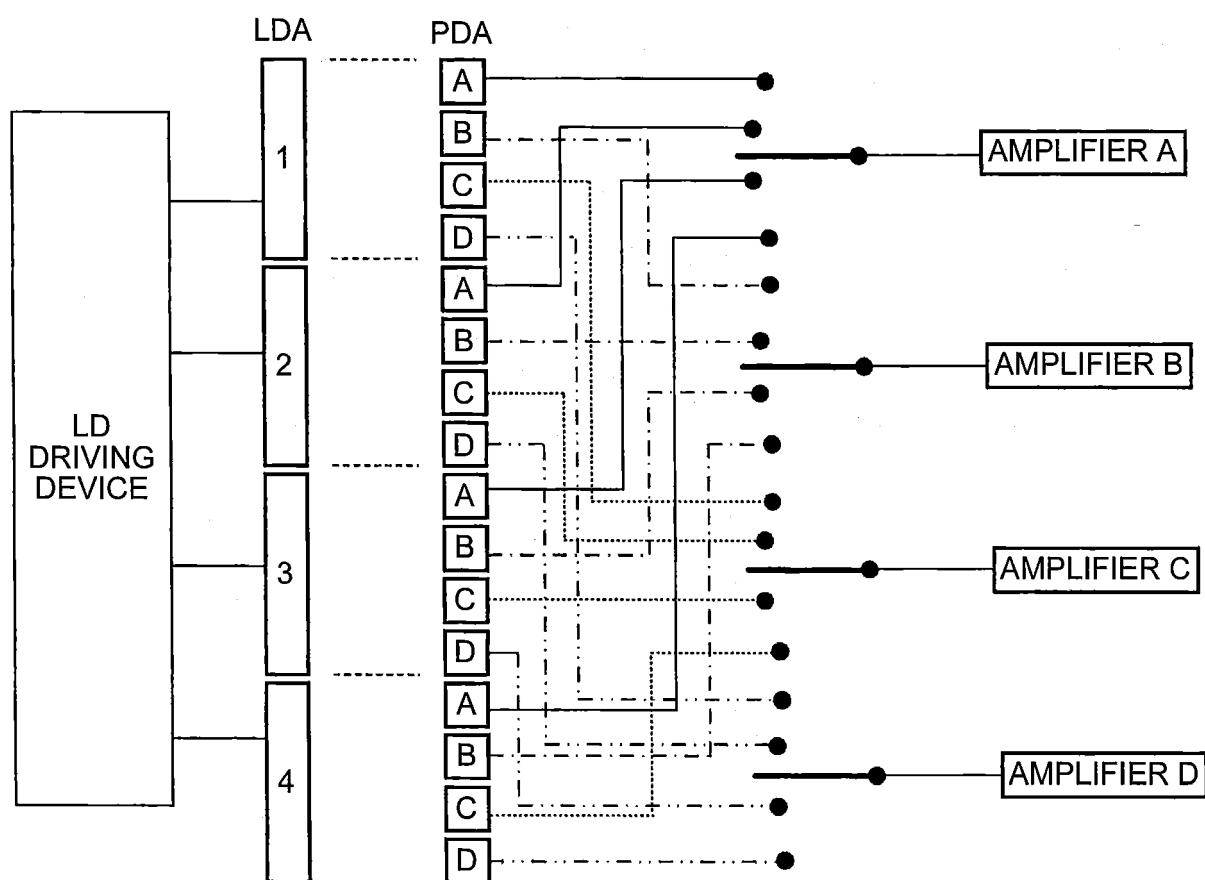 LDA
PDA
LD
DRIVING
DEVICE
1
2
3
4
A
B
C
D
A
B
C
D
A
B
C
D
A
B
C
D
AMPLIFIER A
AMPLIFIER B
AMPLIFIER C
AMPLIFIER D